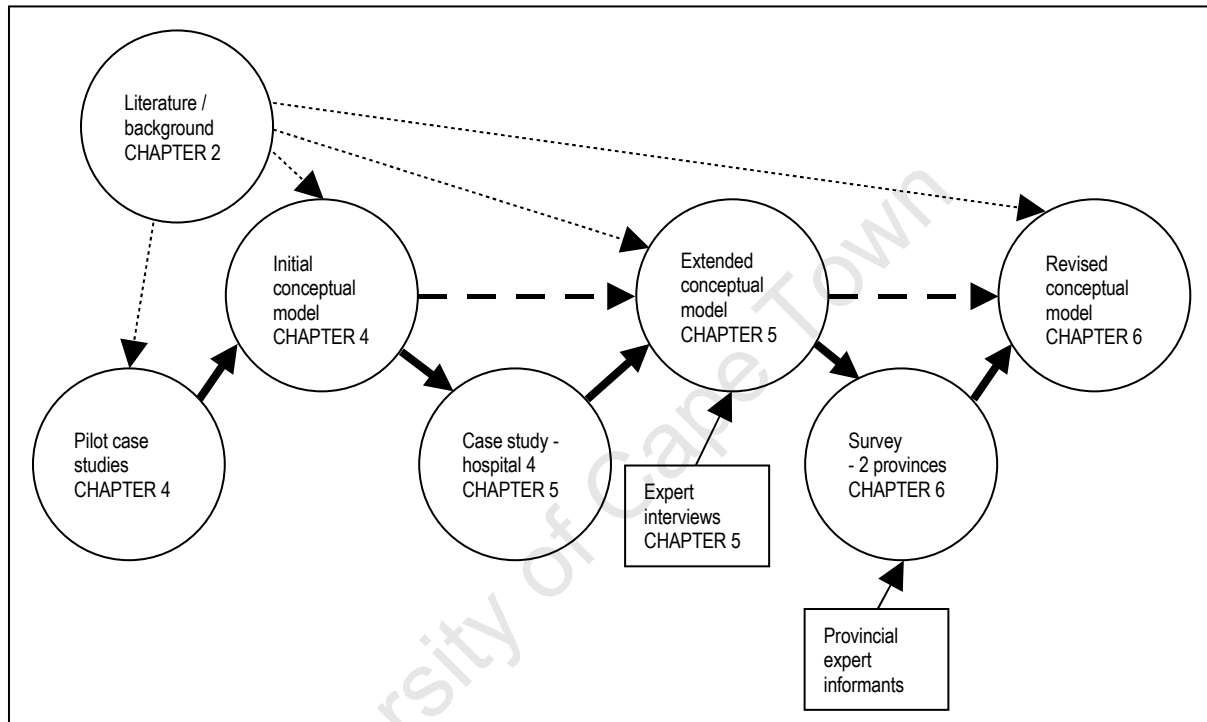 Literature /
background
CHAPTER 2
Initial
conceptual
model
CHAPTER 4
Extended
conceptual
model
CHAPTER 5
Revised
conceptual
model
CHAPTER 6
Pilot case
studies
CHAPTER 4
Case study -
hospital 4
CHAPTER 5
Expert
interviews
CHAPTER 5
Survey
- 2 provinces
CHAPTER 6
Provincial
expert
informants
rsity of Cape Town